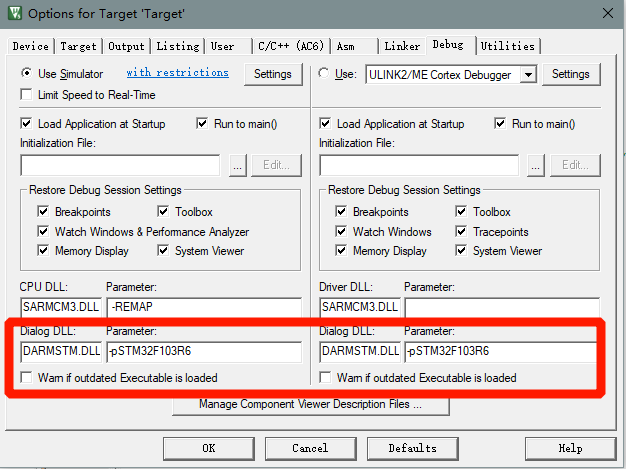 Options for Target 'Target'
Device Target Output Listing User C/C++ (AC6) Asm Linker Debug Utilities
Use Simulator with restrictions Settings
Limit Speed to Real-Time
Use: ULINK2/ME Cortex Debugger Settings
Load Application at Startup Run to main()
Initialization File:
... Edit...
Load Application at Startup Run to main()
Initialization File:
... Edit...
Restore Debug Session Settings
Breakpoints Toolbox
Watch Windows & Performance Analyzer
Memory Display System Viewer
Restore Debug Session Settings
Breakpoints Toolbox
Watch Windows Tracepoints
Memory Display System Viewer
CPU DLL: Parameter:
SARMCM3.DLL -REMAP
Dialog DLL: Parameter:
DARMSTM.DLL -pSTM32F103R6
Warn if outdated Executable is loaded
Driver DLL: Parameter:
SARMCM3.DLL
Dialog DLL: Parameter:
DARMSTM.DLL -pSTM32F103R6
Warn if outdated Executable is loaded
Manage Component Viewer Description Files ...
OK Cancel Defaults Help